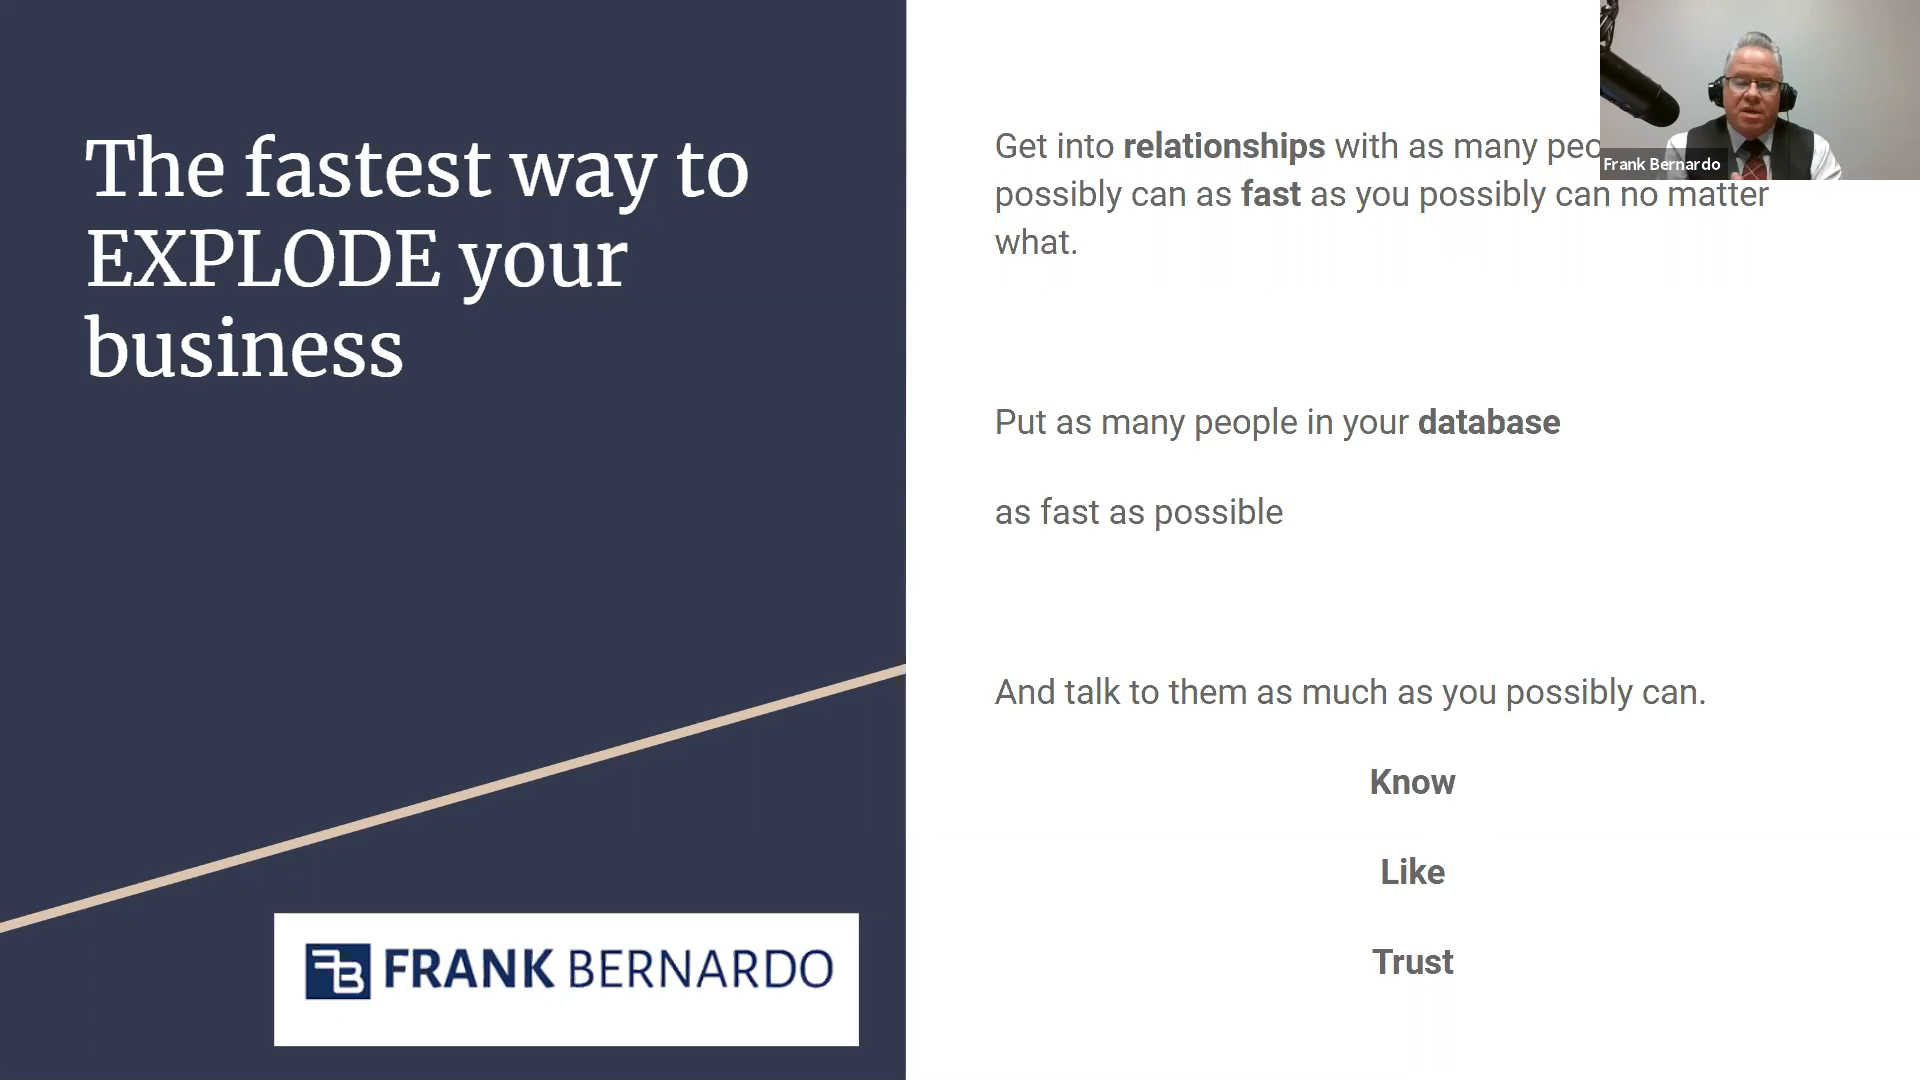 The fastest way to
EXPLODE your
business
Get into relationships with as many
possibly can as fast as you possibly can no matter
what.
Put as many people in your database
as fast as possible
And talk to them as much as you possibly can.
Know
Like
Trust
FB FRANK BERNARDO
Frank Bernardo